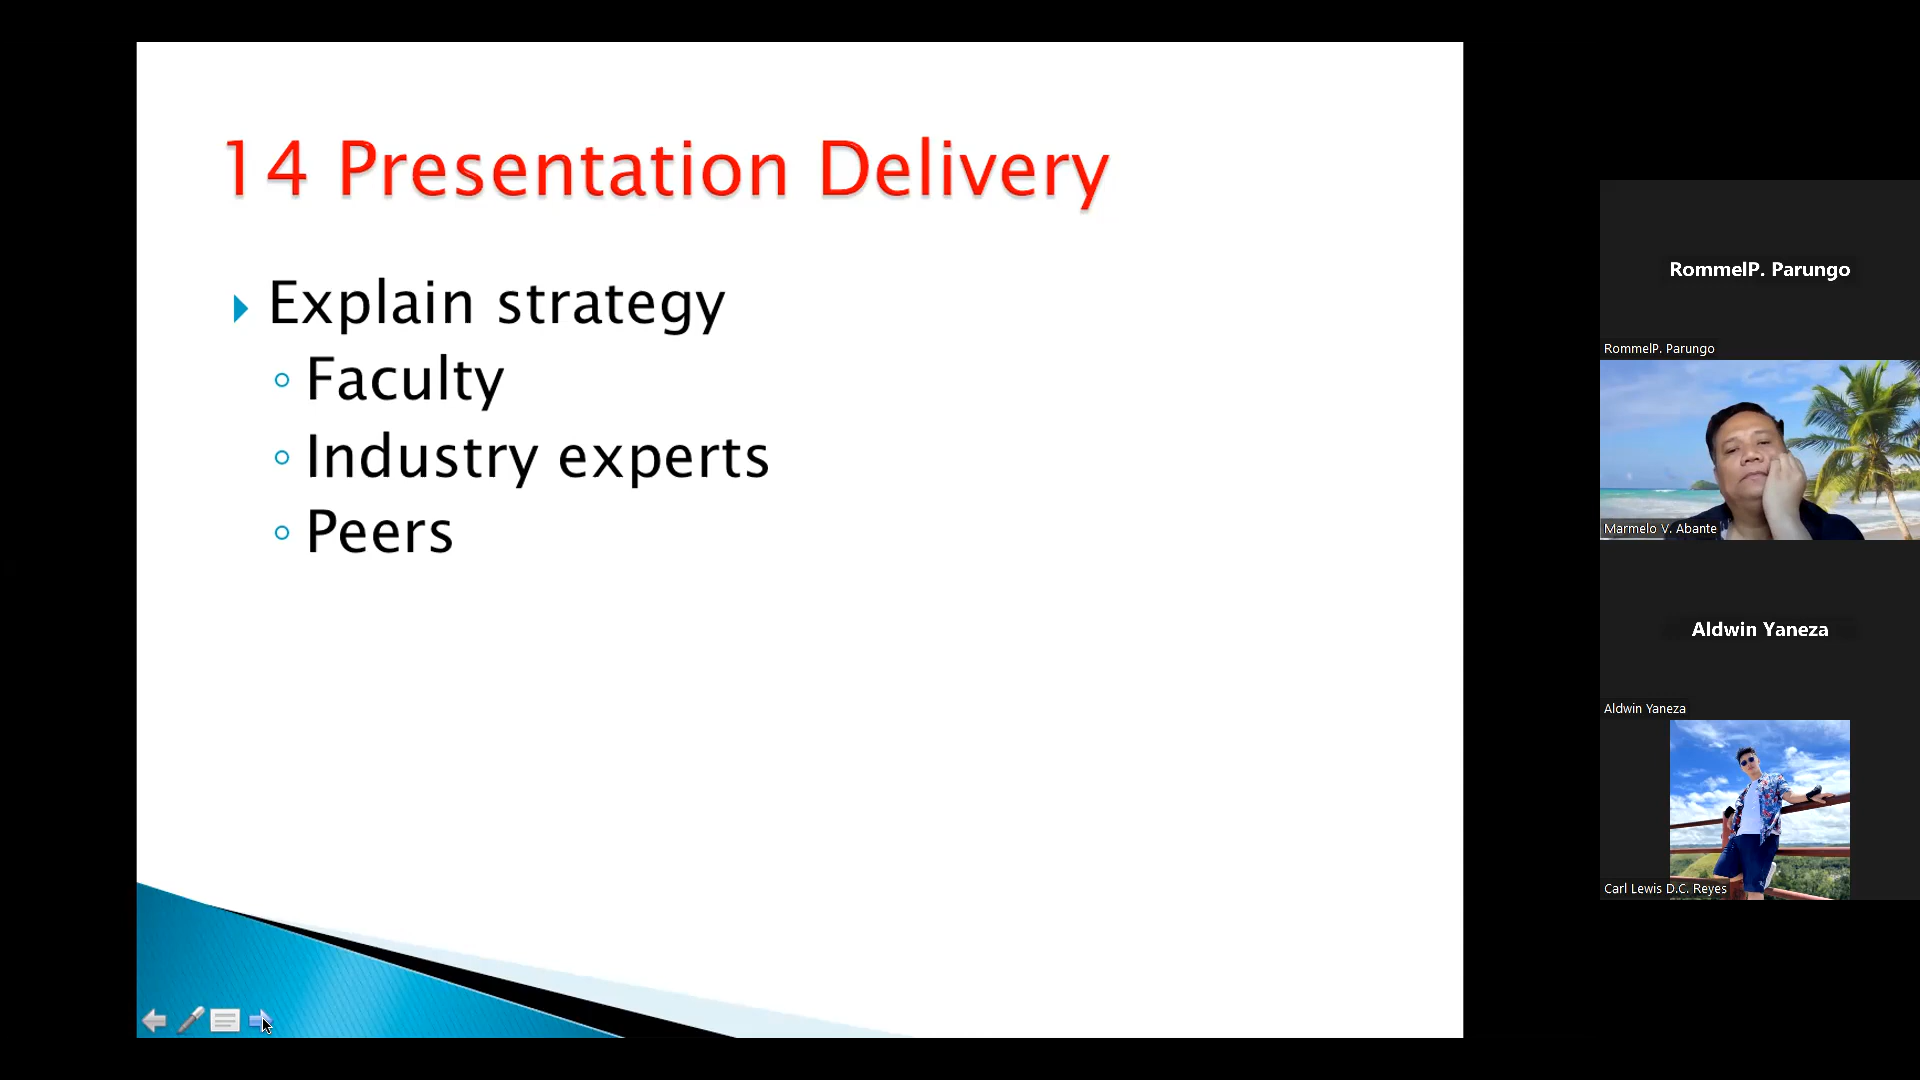 14 Presentation Delivery
Explain strategy
Faculty
Industry experts
Peers
RommelP. Parungo
RommelP. Parungo
Marmelo V. Abante
Aldwin Yaneza
Aldwin Yaneza
Carl Lewis D.C. Reyes